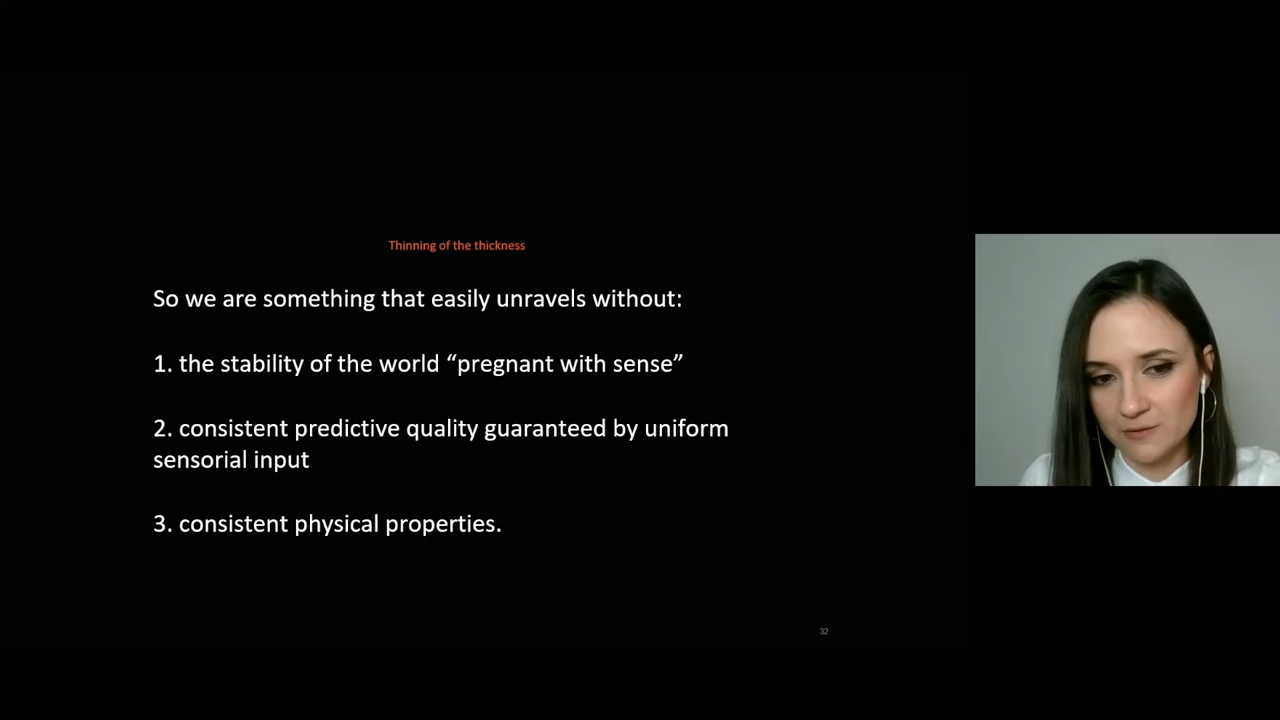 Thinning of the thickness
So we are something that easily unravels without:
1. the stability of the world “pregnant with sense”
2. consistent predictive quality guaranteed by uniform
sensorial input
3. consistent physical properties.
32